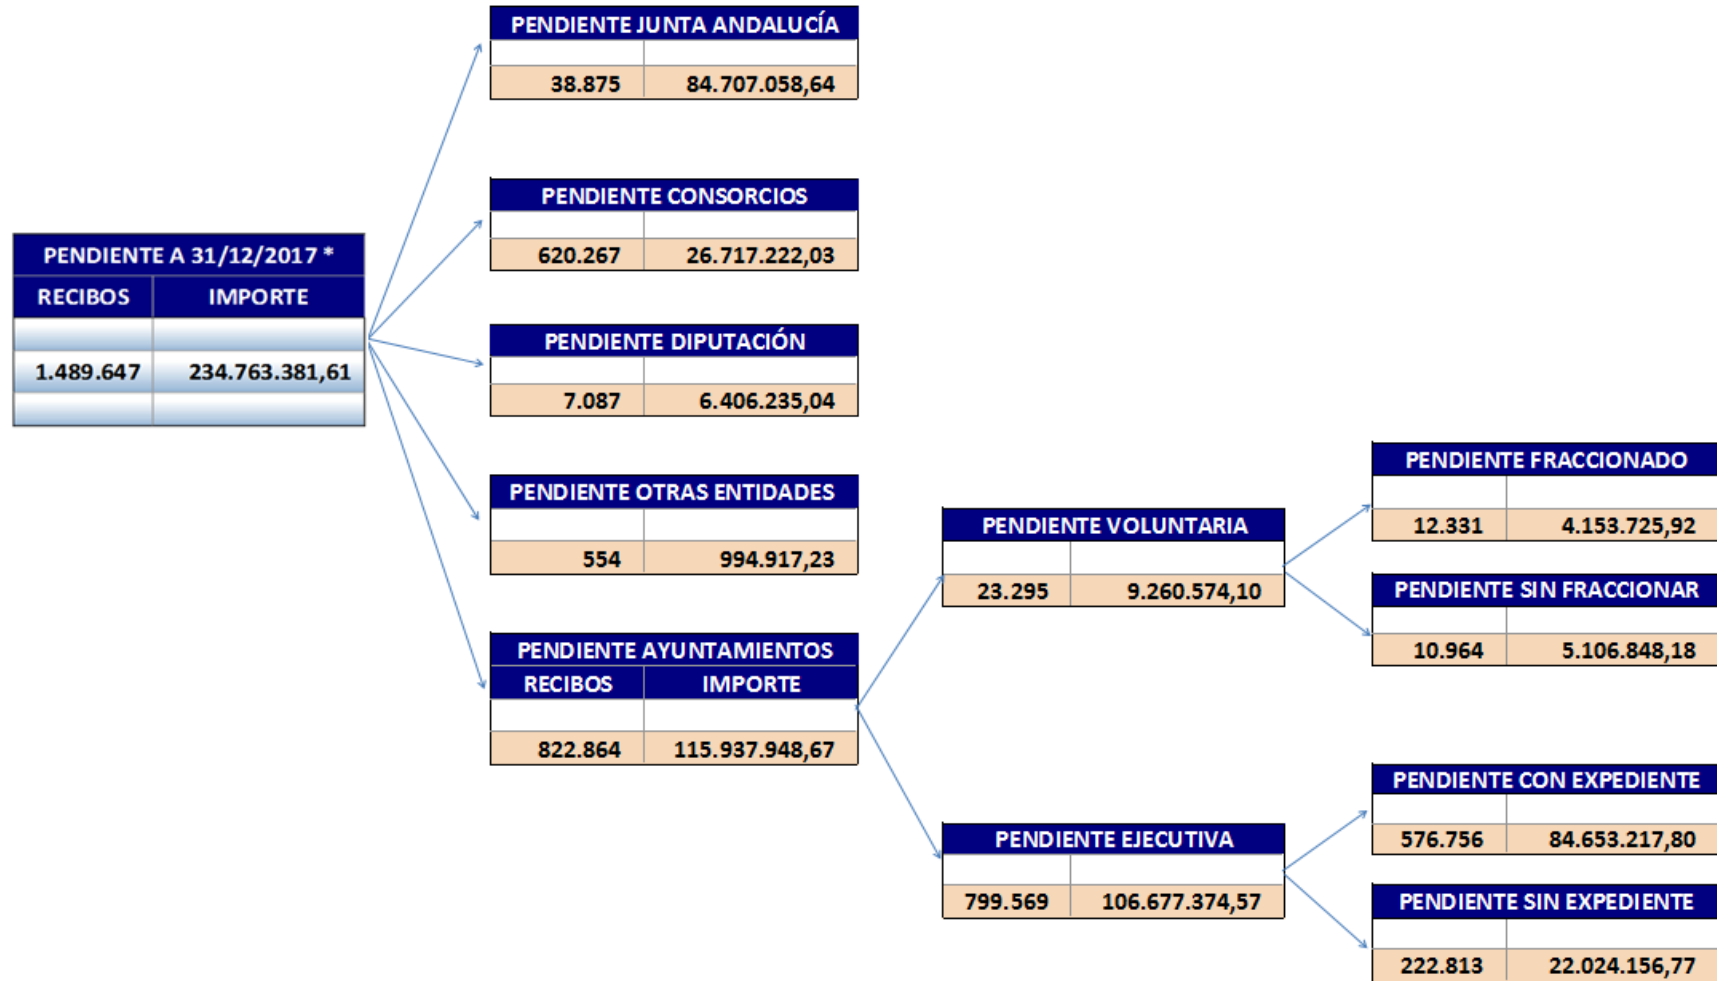 PENDIENTE JUNTA ANDALUCÍA
38.875 84.707.058,64
PENDIENTE CONSORCIOS
620.267 26.717.222,03
PENDIENTE A 31/12/2017 *
RECIBOS IMPORTE
1.489.647 234.763.381,61
PENDIENTE DIPUTACIÓN
7.087 6.406.235,04
PENDIENTE OTRAS ENTIDADES
554 994.917,23
PENDIENTE AYUNTAMIENTOS
RECIBOS IMPORTE
822.864 115.937.948,67
PENDIENTE VOLUNTARIA
23.295 9.260.574,10
PENDIENTE FRACCIONADO
12.331 4.153.725,92
PENDIENTE SIN FRACCIONAR
10.964 5.106.848,18
PENDIENTE EJECUTIVA
799.569 106.677.374,57
PENDIENTE CON EXPEDIENTE
576.756 84.653.217,80
PENDIENTE SIN EXPEDIENTE
222.813 22.024.156,77